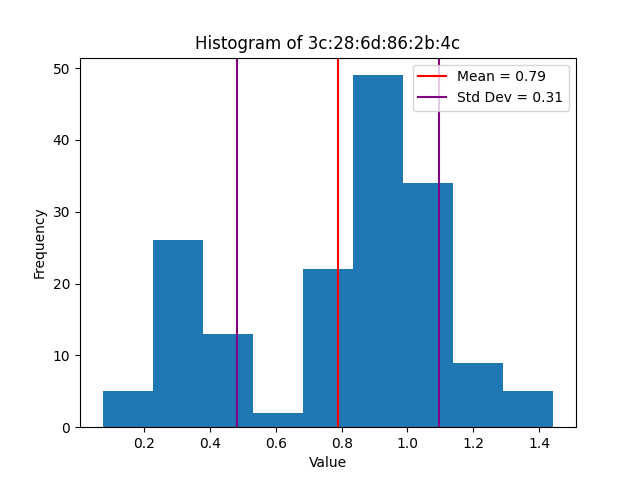 Histogram of 3c:28:6d:86:2b:4c
Mean = 0.79
Std Dev = 0.31
50
40
30
20
10
0
Frequency
0.2 0.4 0.6 0.8 1.0 1.2 1.4
Value